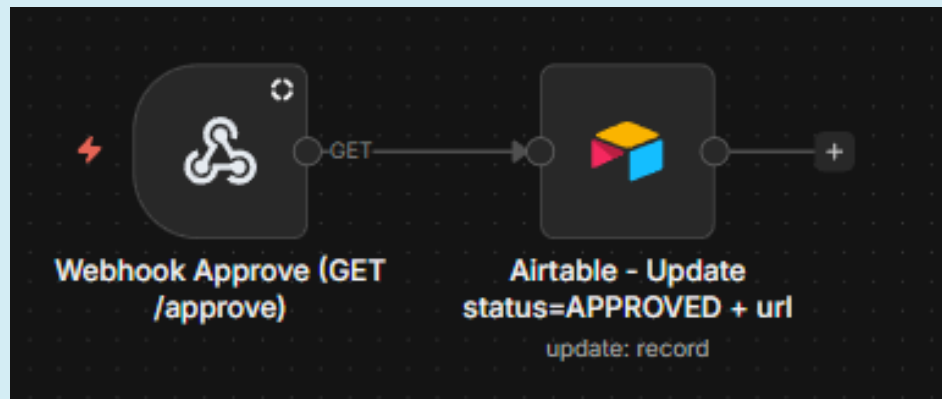 GET
Webhook Approve (GET
/approve)
Airtable - Update
status=APPROVED + url
update: record